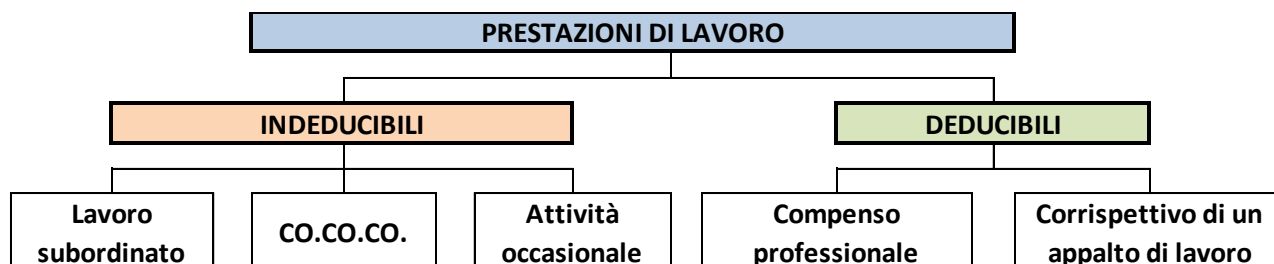 PRESTAZIONI DI LAVORO
INDEDUCIBILI
DEDUCIBILI
Lavoro
subordinato
CO.CO.CO.
Attività
occasionale
Compenso
professionale
Corrispettivo di un
appalto di lavoro